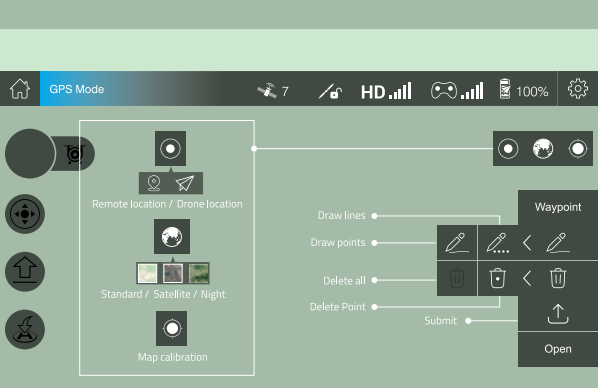 GPS Mode
7
HD
100%
Remote location / Drone location
Standard / Satellite / Night
Map calibration
Waypoint
Draw lines
Draw points
Delete all
Delete Point
Submit
Open